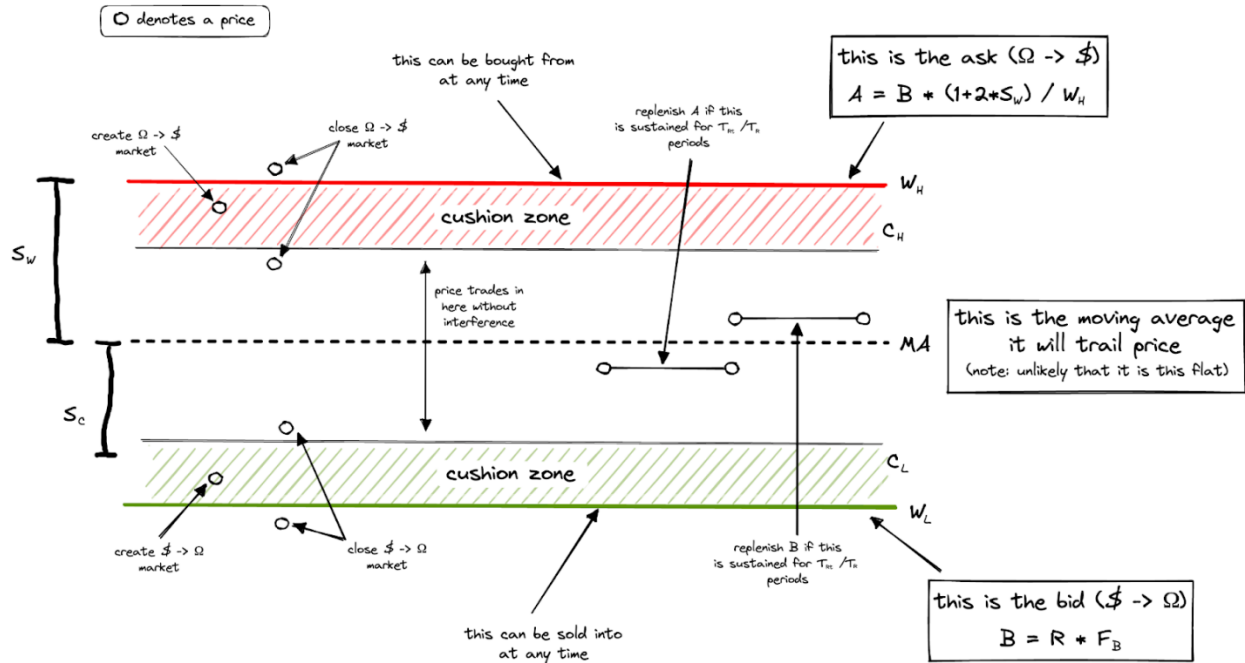 O denotes a price
this can be bought from
at any time
this is the ask (Ω -> $)
A = B * (1+2*S_W) / W_H
replenish A if this
is sustained for T_RE / T_R
periods
create Ω -> $
market
close Ω -> $
market
W_H
cushion zone
C_H
S_W
price trades in
here without
interference
this is the moving average
it will trail price
(note: unlikely that it is this flat)
MA
S_C
C_L
cushion zone
W_L
create $ -> Ω
market
close $ -> Ω
market
replenish B if this
is sustained for T_RE / T_R
periods
this can be sold into
at any time
this is the bid ($ -> Ω)
B = R * F_B